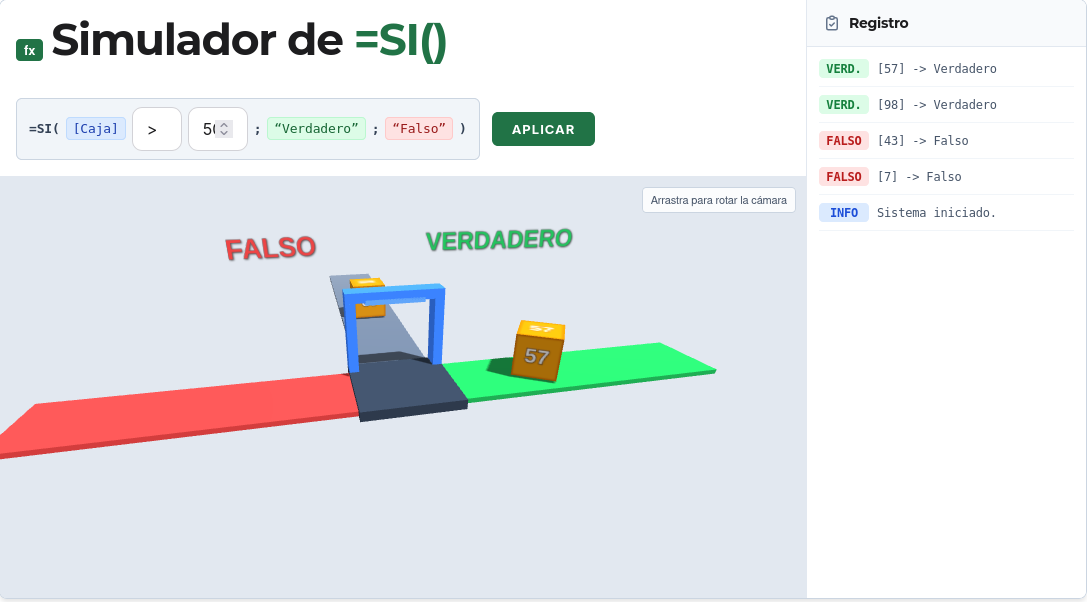 fx Simulador de =SI()
=SI( [Caja] > 50 ; “Verdadero” ; “Falso” ) APLICAR
Arrastra para rotar la cámara
FALSO VERDADERO
57
57
Registro
VERD. [57] -> Verdadero
VERD. [98] -> Verdadero
FALSO [43] -> Falso
FALSO [7] -> Falso
INFO Sistema iniciado.